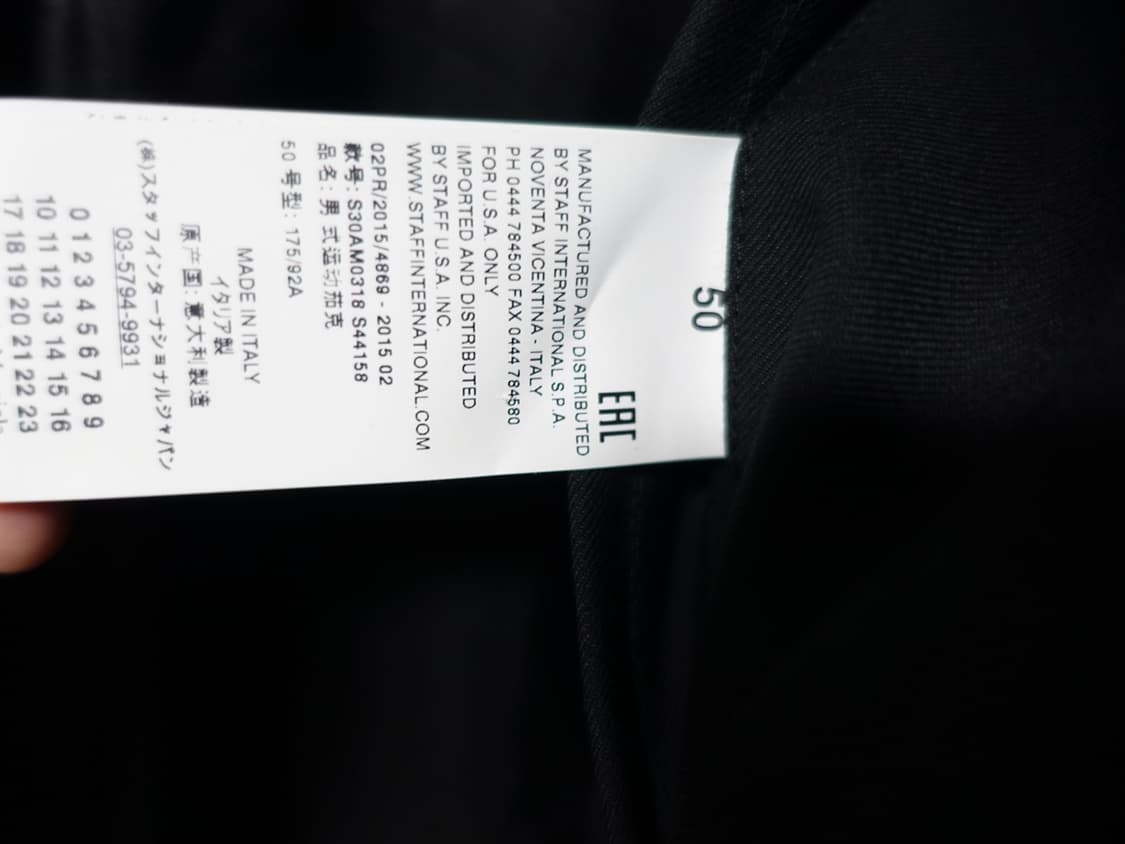 50
EAC
MANUFACTURED AND DISTRIBUTED
BY STAFF INTERNATIONAL S.P.A.
NOVENTA VICENTINA - ITALY
PH 0444 784500 FAX 0444 784580
FOR U.S.A. ONLY
IMPORTED AND DISTRIBUTED
BY STAFF U.S.A. INC.
WWW.STAFFINTERNATIONAL.COM
02PR/2015/4869 - 2015 02
款号: S30AM0318 S44158
品名: 男式运动茄克
50 号型: 175/92A
MADE IN ITALY
イタリア製
原产国: 意大利製造
(株)スタッフインターナショナルジャパン
03-5794-9931
0 1 2 3 4 5 6 7 8 9
10 11 12 13 14 15 16
17 18 19 20 21 22 23